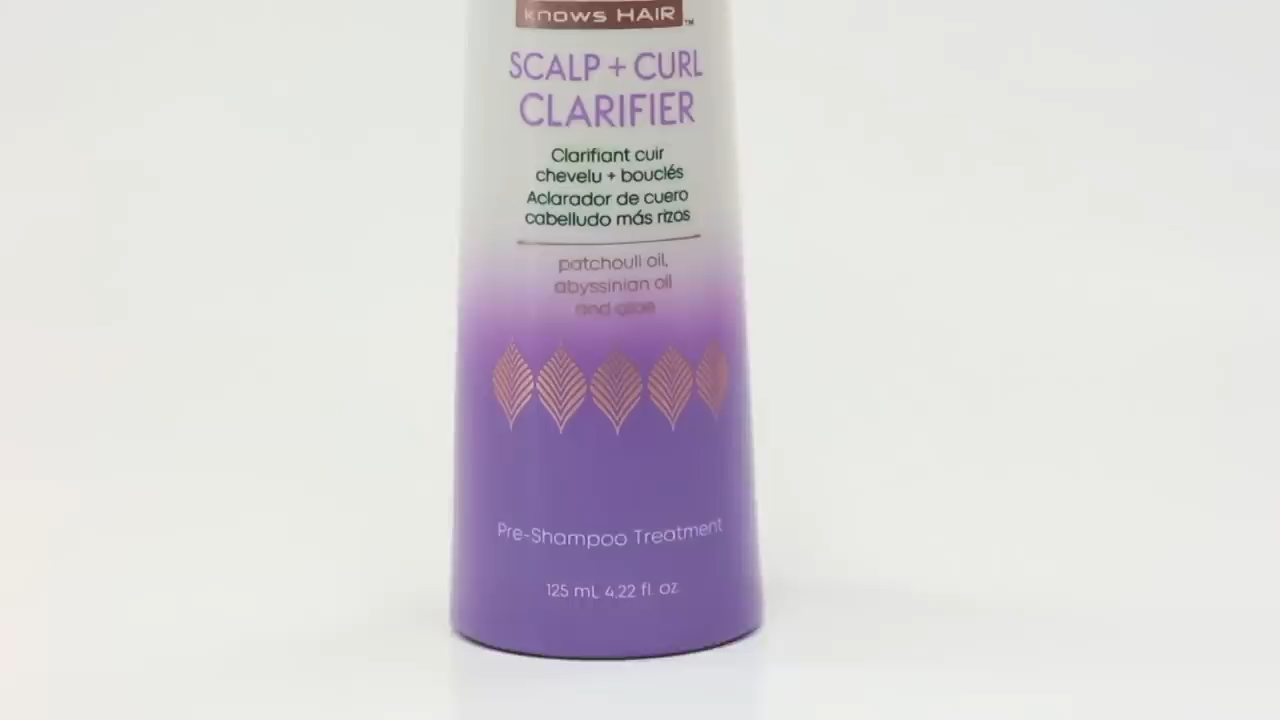 knows HAIR™
SCALP + CURL
CLARIFIER
Clarifiant cuir
chevelu + bouclés
Aclarador de cuero
cabelludo más rizos
patchouli oil,
abyssinian oil
and aloe
Pre-Shampoo Treatment
125 mL 4.22 fl. oz